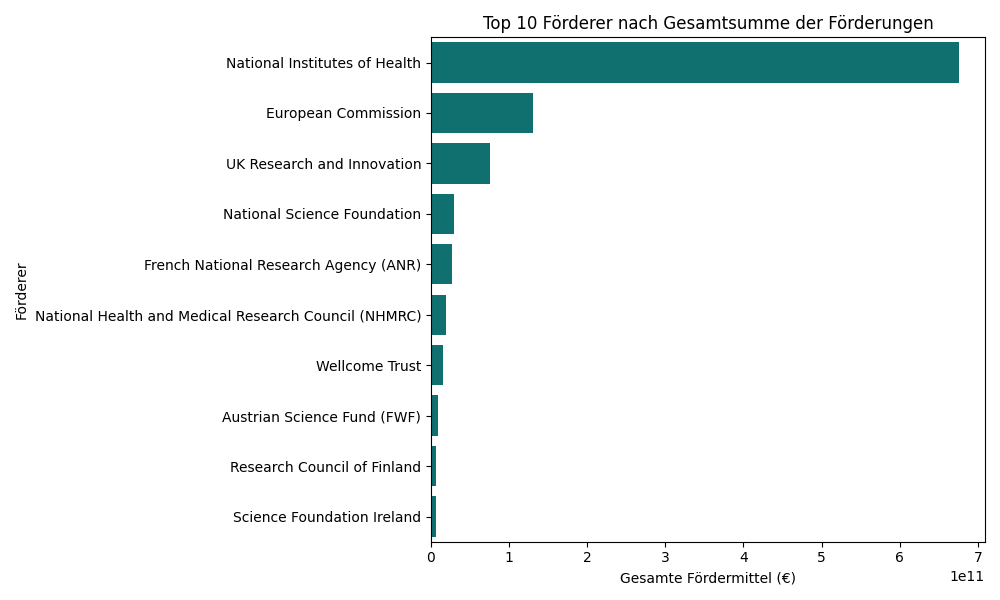 Top 10 Förderer nach Gesamtsumme der Förderungen
Förderer
National Institutes of Health
European Commission
UK Research and Innovation
National Science Foundation
French National Research Agency (ANR)
National Health and Medical Research Council (NHMRC)
Wellcome Trust
Austrian Science Fund (FWF)
Research Council of Finland
Science Foundation Ireland
0 1 2 3 4 5 6 7
1e11
Gesamte Fördermittel (€)